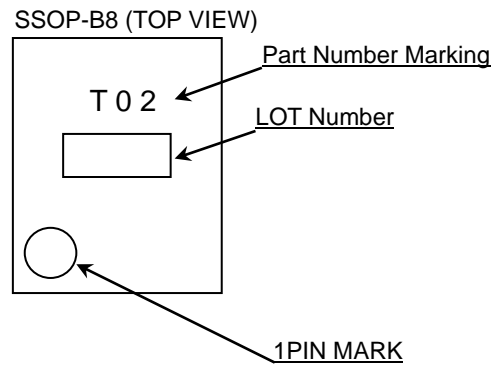 SSOP-B8 (TOP VIEW)
Part Number Marking
T 0 2
LOT Number
1PIN MARK